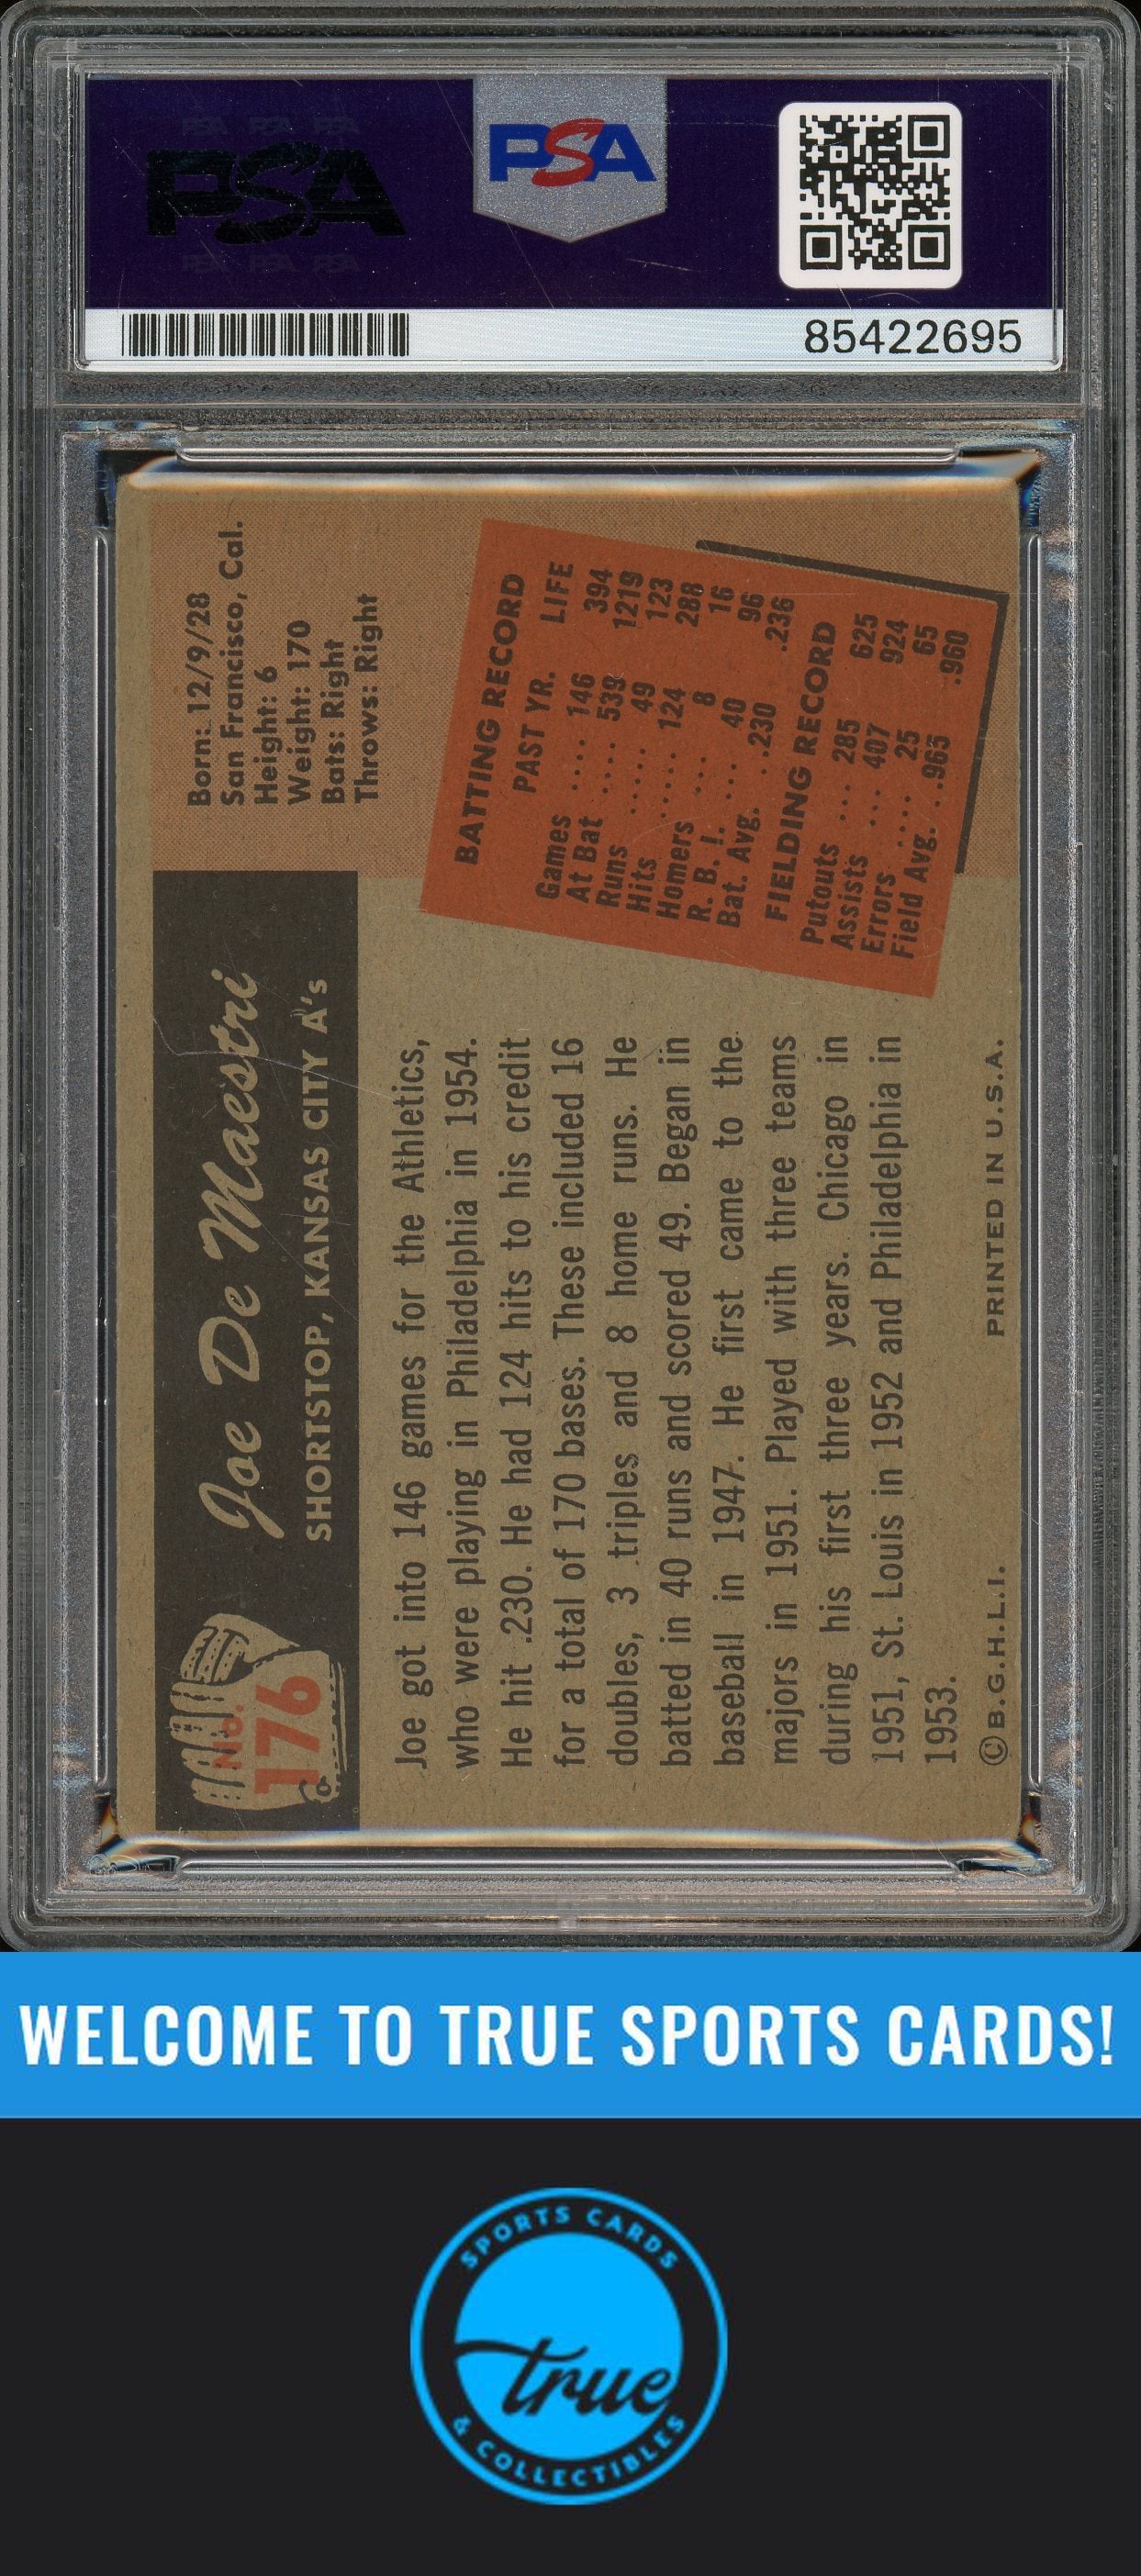 PSA PSA PSA
PSA
PSA PSA PSA
PSA
85422695
No.
176
Joe De Maestri
SHORTSTOP, KANSAS CITY A's
Born: 12/9/28
San Francisco, Cal.
Height: 6
Weight: 170
Bats: Right
Throws: Right
Joe got into 146 games for the Athletics,
who were playing in Philadelphia in 1954.
He hit .230. He had 124 hits to his credit
for a total of 170 bases. These included 16
doubles, 3 triples and 8 home runs. He
batted in 40 runs and scored 49. Began in
baseball in 1947. He first came to the
majors in 1951. Played with three teams
during his first three years. Chicago in
1951, St. Louis in 1952 and Philadelphia in
1953.
BATTING RECORD
PAST YR. LIFE
Games .... 146 394
At Bat .... 539 1219
Runs ..... 49 123
Hits ..... 124 288
Homers ... 8 16
R. B. I. .... 40 96
Bat. Avg. . .230 .236
FIELDING RECORD
Putouts ... 285 625
Assists ... 407 924
Errors .... 25 65
Field Avg. . .965 .960
© B.G.H.L.I. PRINTED IN U.S.A.
WELCOME TO TRUE SPORTS CARDS!
SPORTS CARDS
true
& COLLECTIBLES